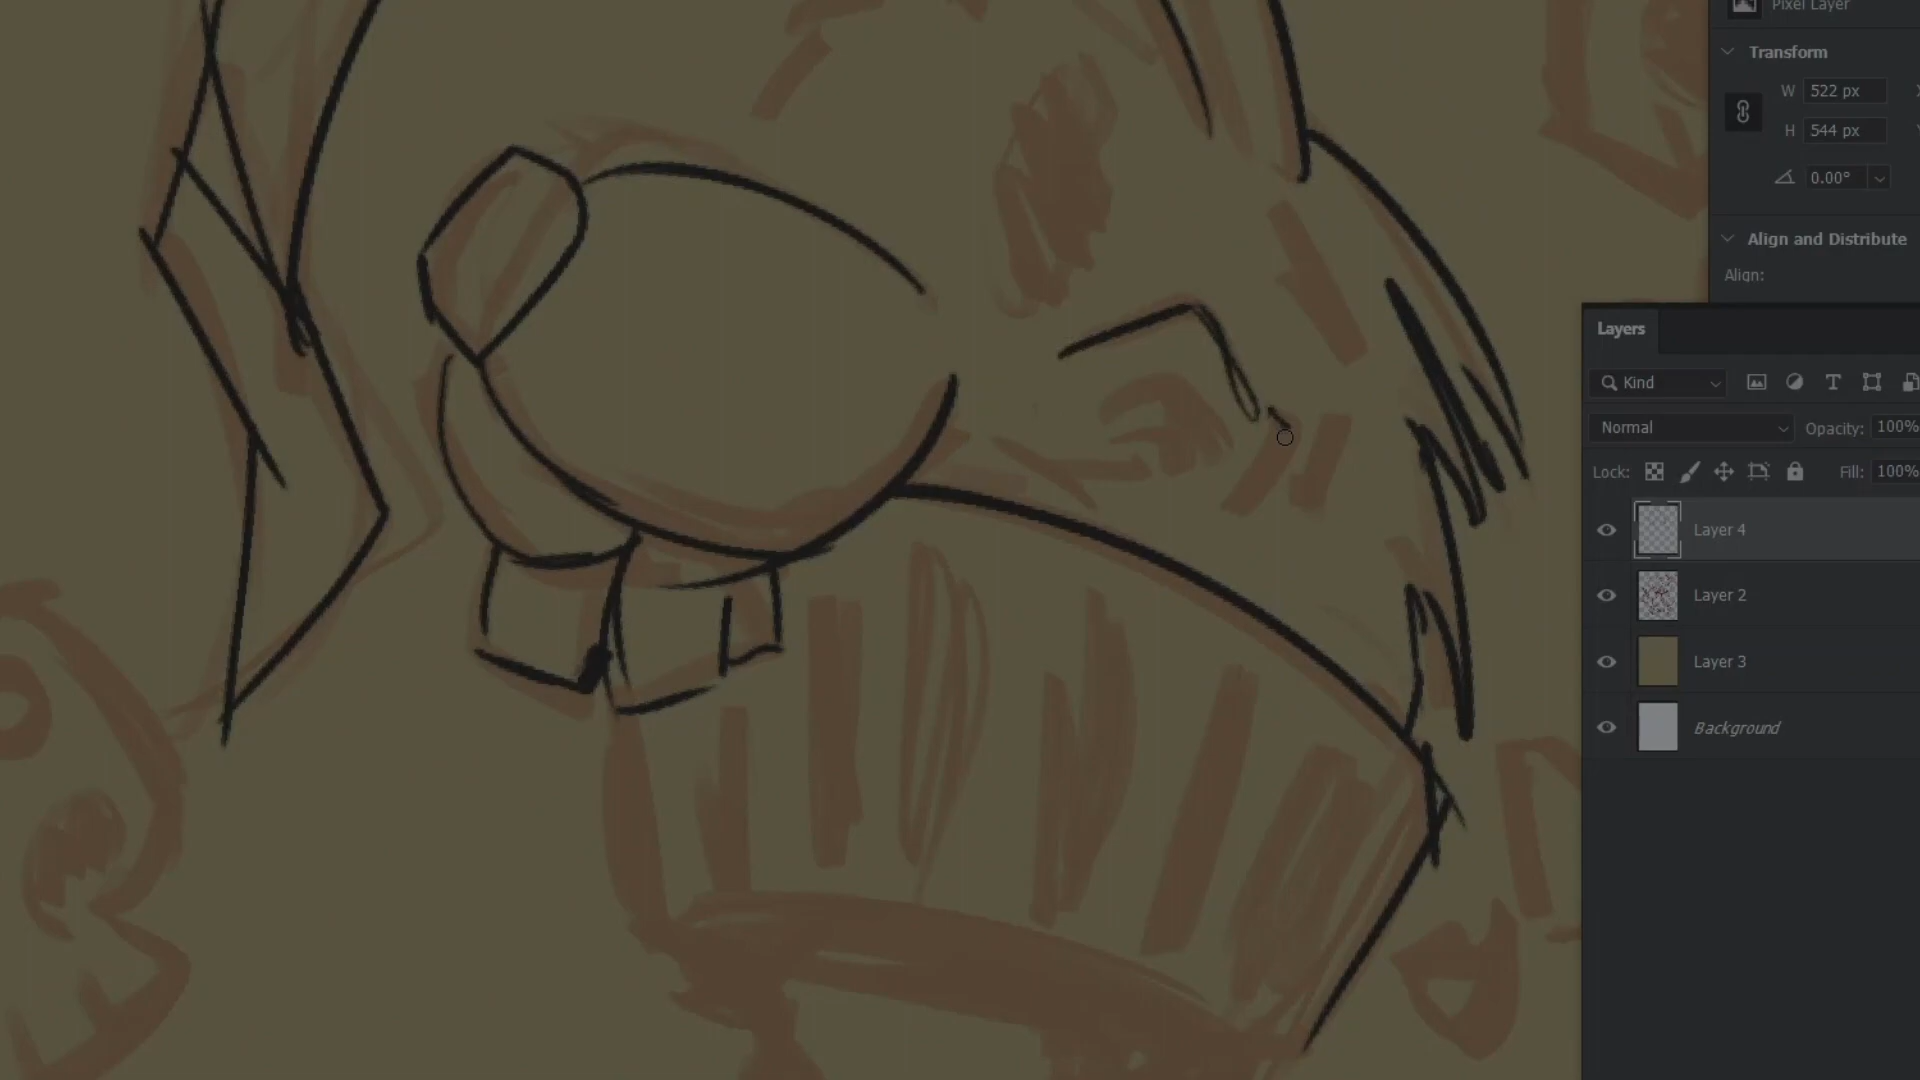 Pixel Layer
Transform
W 522 px
H 544 px
0.00°
Align and Distribute
Align:
Layers
Kind
Normal Opacity: 100%
Lock: Fill: 100%
Layer 4
Layer 2
Layer 3
Background